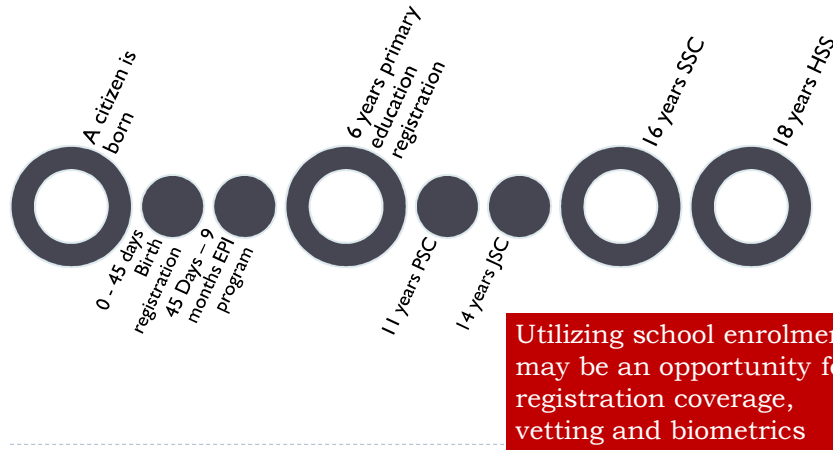 A citizen is
born
0 - 45 days
Birth
registration
45 Days – 9
months EPI
program
6 years primary
education
registration
11 years PSC
14 years JSC
16 years SSC
18 years HSS
Utilizing school
may be an opportunity
registration coverage,
vetting and biometrics